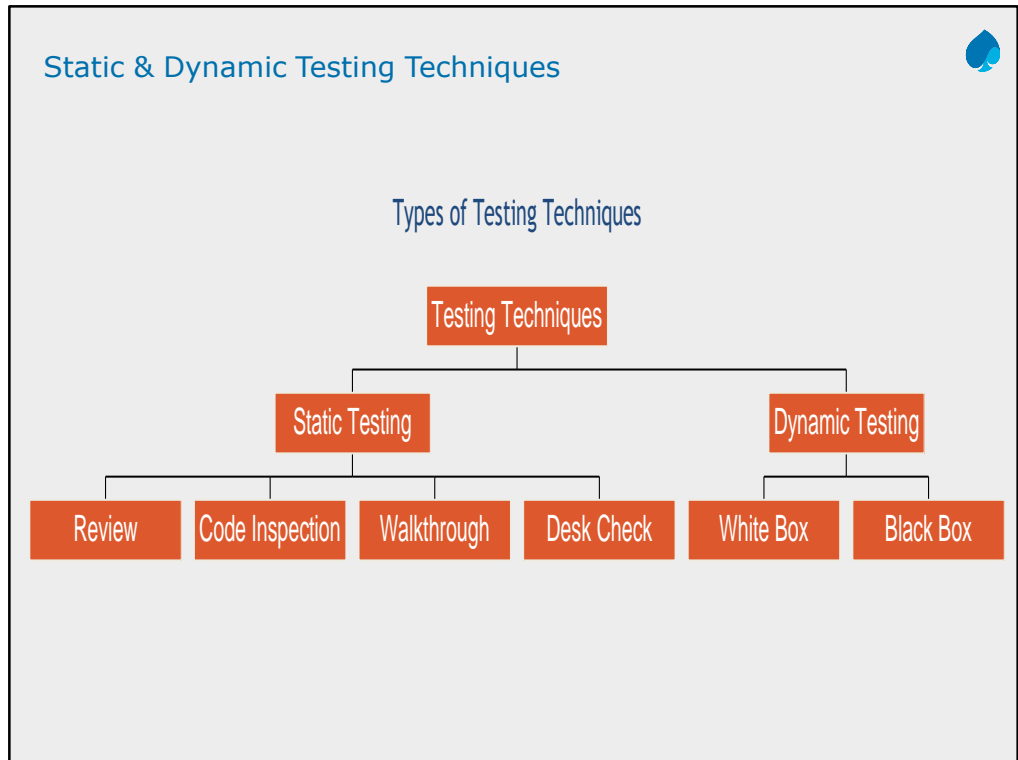 Static & Dynamic Testing Techniques
Types of Testing Techniques
Testing Techniques
Static Testing
Dynamic Testing
Review
Code Inspection
Walkthrough
Desk Check
White Box
Black Box